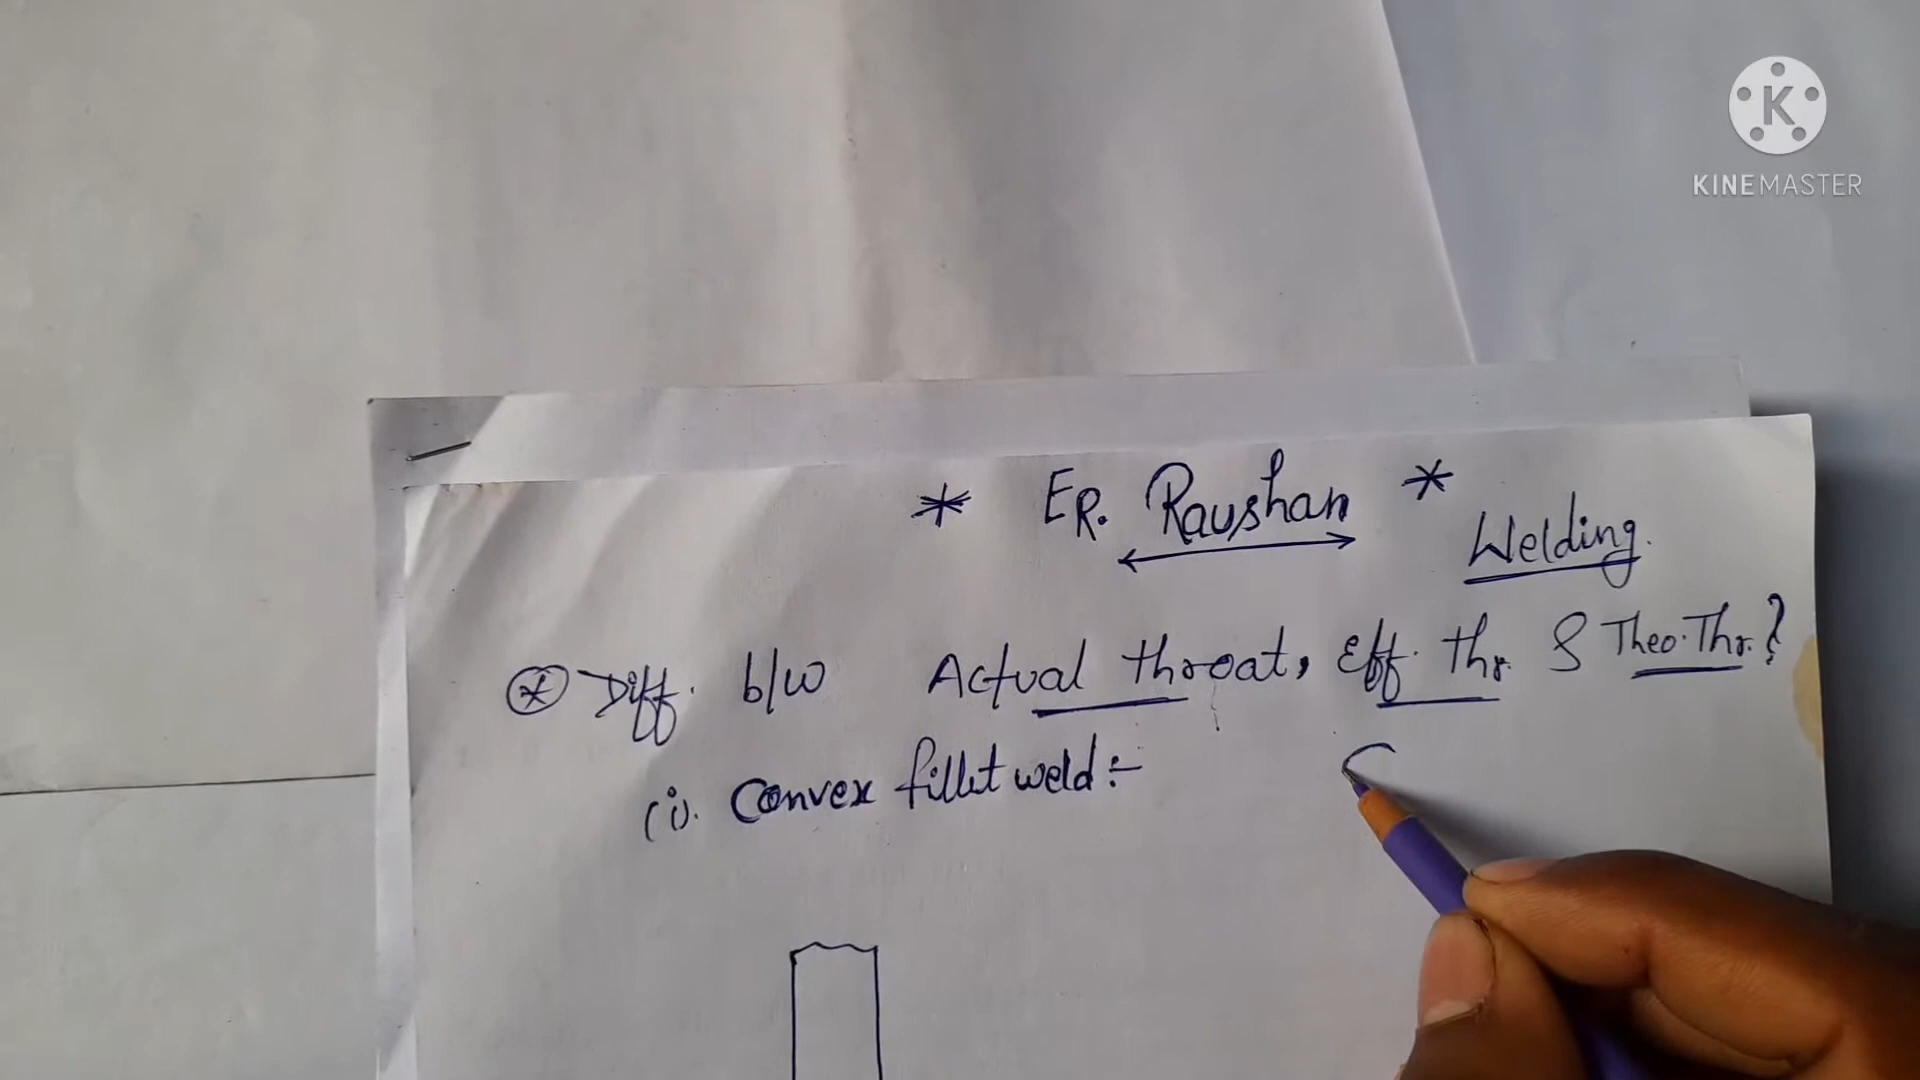 KINEMASTER
* ER. Raushan *
Welding.
Diff. b/w Actual throat, Eff. Thr. & Theo. Thr.?
(i). Convex fillet weld :-